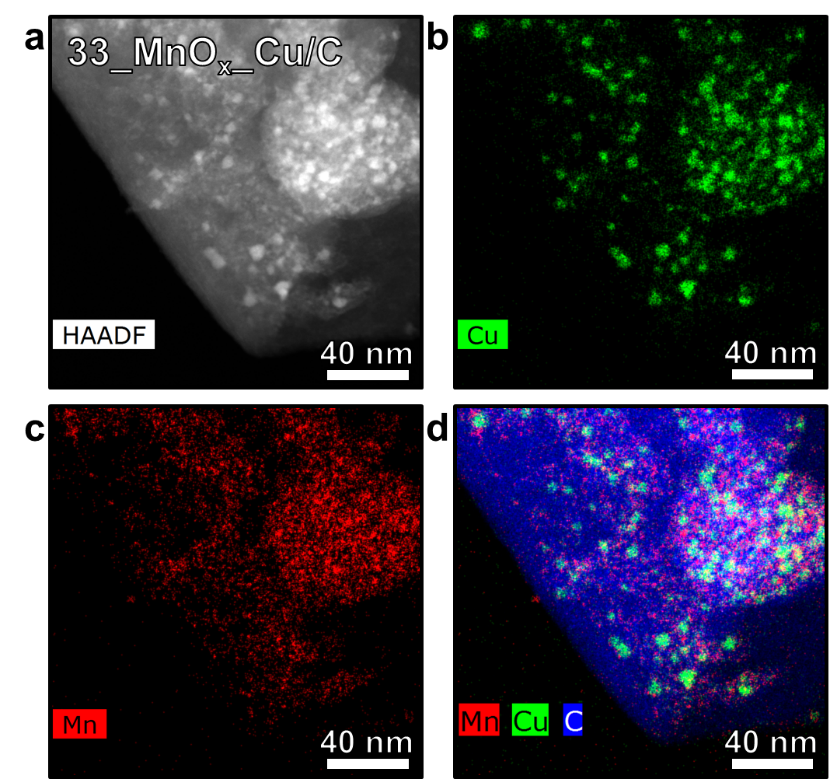 a
33_MnOx_Cu/C
HAADF
40 nm
b
Cu
40 nm
c
Mn
40 nm
d
Mn Cu C
40 nm